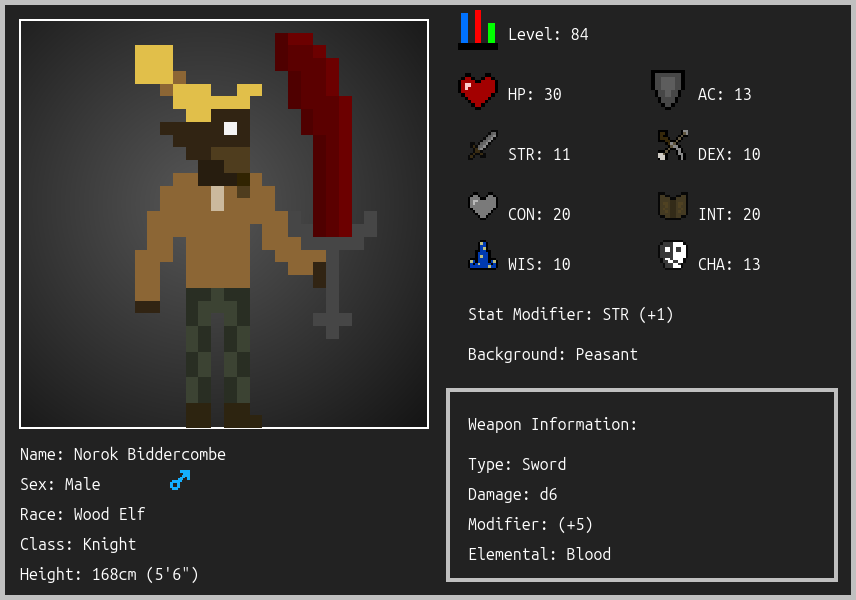 Level: 84
HP: 30
AC: 13
STR: 11
DEX: 10
CON: 20
INT: 20
WIS: 10
CHA: 13
Stat Modifier: STR (+1)
Background: Peasant
Weapon Information:
Type: Sword
Damage: d6
Modifier: (+5)
Elemental: Blood
Name: Norok Biddercombe
Sex: Male
Race: Wood Elf
Class: Knight
Height: 168cm (5'6")